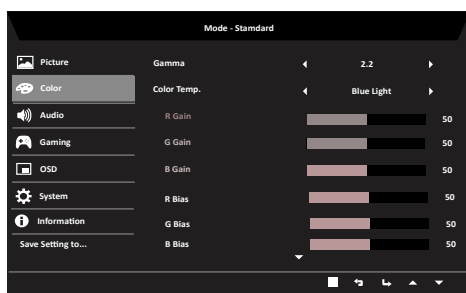 Mode - Stamdard
Picture
Gamma
2.2
Color
Color Temp.
Blue Light
Audio
R Gain
50
Gaming
G Gain
50
OSD
B Gain
50
System
R Bias
50
Information
G Bias
50
Save Setting to...
B Bias
50